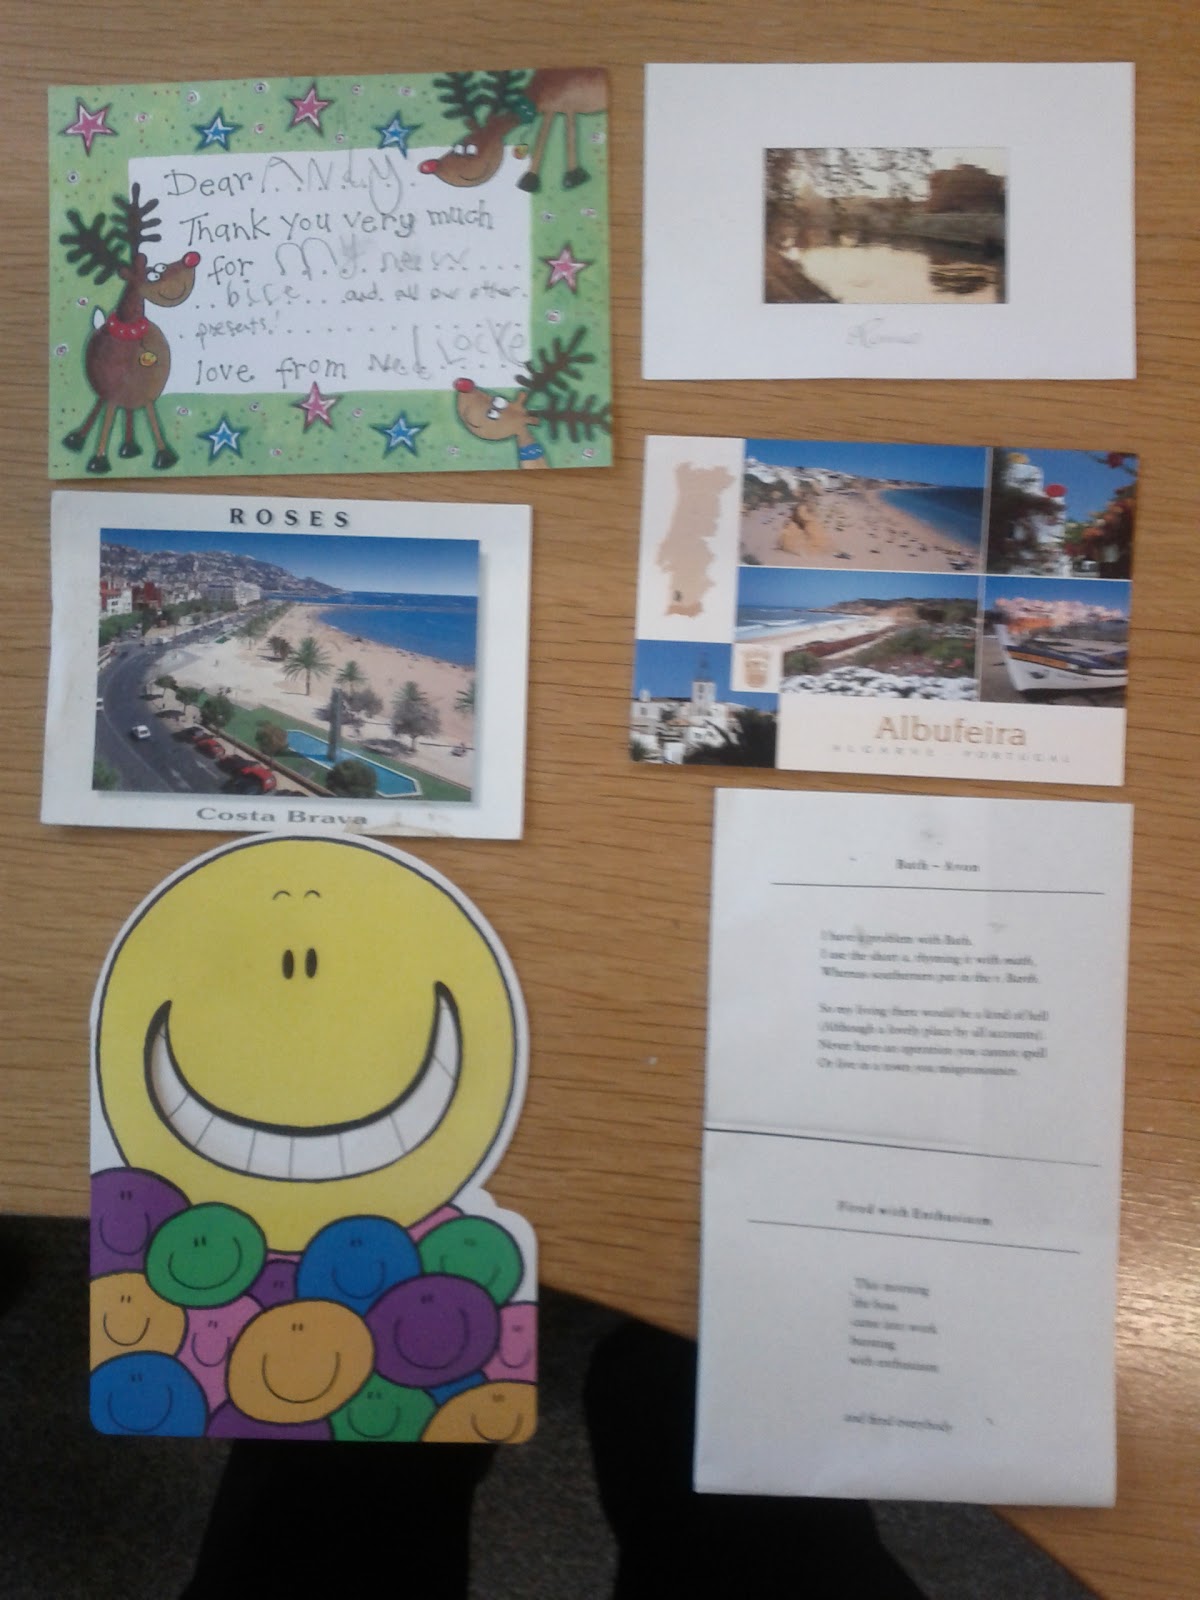 Dear ANdy.
Thank you very much
for My new....
..bice...and all our other.
.presents!
love from Ned Locke
ROSES
Costa Brava
Albufeira
ALGARVE - PORTUGAL
Bath – Avon
I have a problem with Bath.
I use the short a, rhyming it with math,
Whereas southerners put in the r. Barth.
So my living there would be a kind of hell
(Although a lovely place by all accounts).
Never have an operation you cannot spell
Or live in a town you mispronounce.
Fired with Enthusiasm
This morning
the boss
came into work
bursting
with enthusiasm
and fired everybody